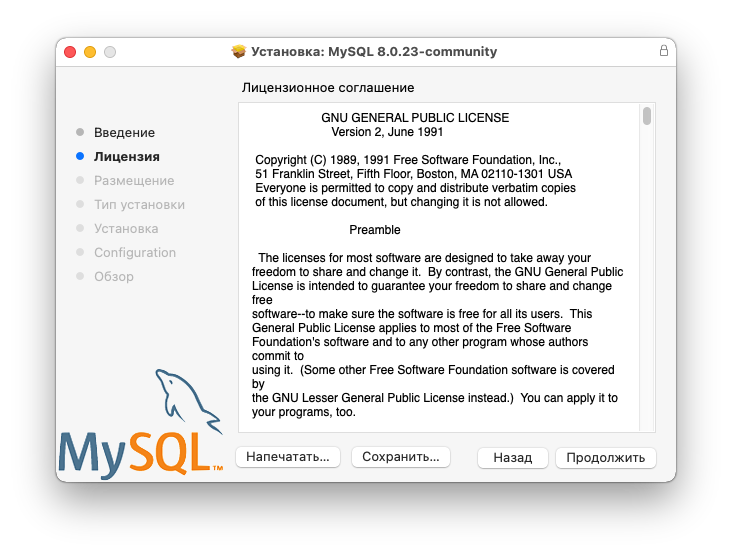 Установка: MySQL 8.0.23-community
Лицензионное соглашение
Введение
Лицензия
Размещение
Тип установки
Установка
Configuration
Обзор
GNU GENERAL PUBLIC LICENSE
Version 2, June 1991
Copyright (C) 1989, 1991 Free Software Foundation, Inc.,
51 Franklin Street, Fifth Floor, Boston, MA 02110-1301 USA
Everyone is permitted to copy and distribute verbatim copies
of this license document, but changing it is not allowed.
Preamble
The licenses for most software are designed to take away your
freedom to share and change it.  By contrast, the GNU General Public
License is intended to guarantee your freedom to share and change
free
software--to make sure the software is free for all its users.  This
General Public License applies to most of the Free Software
Foundation's software and to any other program whose authors
commit to
using it.  (Some other Free Software Foundation software is covered
by
the GNU Lesser General Public License instead.)  You can apply it to
your programs, too.
MySQL™
Напечатать...
Сохранить...
Назад
Продолжить